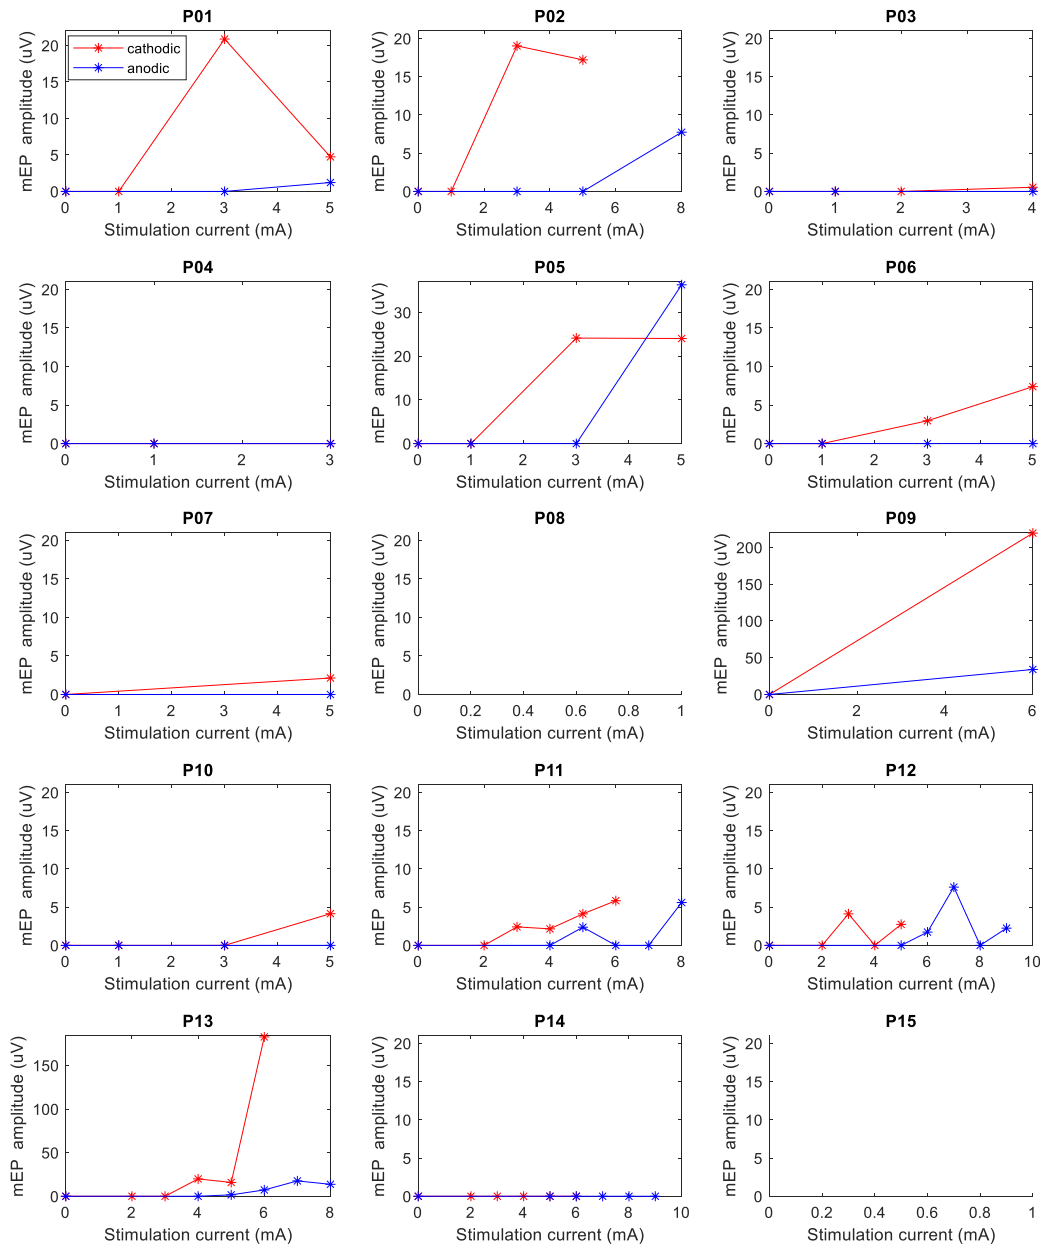 P01
mEP amplitude (uV)
20
15
10
5
0
cathodic
anodic
0 1 2 3 4 5
Stimulation current (mA)
P02
mEP amplitude (uV)
20
15
10
5
0
0 2 4 6 8
Stimulation current (mA)
P03
mEP amplitude (uV)
20
15
10
5
0
0 1 2 3 4
Stimulation current (mA)
P04
mEP amplitude (uV)
20
15
10
5
0
0 1 2 3
Stimulation current (mA)
P05
mEP amplitude (uV)
30
20
10
0
0 1 2 3 4 5
Stimulation current (mA)
P06
mEP amplitude (uV)
20
15
10
5
0
0 1 2 3 4 5
Stimulation current (mA)
P07
mEP amplitude (uV)
20
15
10
5
0
0 1 2 3 4 5
Stimulation current (mA)
P08
mEP amplitude (uV)
20
15
10
5
0
0 0.2 0.4 0.6 0.8 1
Stimulation current (mA)
P09
mEP amplitude (uV)
200
150
100
50
0
0 2 4 6
Stimulation current (mA)
P10
mEP amplitude (uV)
20
15
10
5
0
0 1 2 3 4 5
Stimulation current (mA)
P11
mEP amplitude (uV)
20
15
10
5
0
0 2 4 6 8
Stimulation current (mA)
P12
mEP amplitude (uV)
20
15
10
5
0
0 2 4 6 8 10
Stimulation current (mA)
P13
mEP amplitude (uV)
150
100
50
0
0 2 4 6 8
Stimulation current (mA)
P14
mEP amplitude (uV)
20
15
10
5
0
0 2 4 6 8 10
Stimulation current (mA)
P15
mEP amplitude (uV)
20
15
10
5
0
0 0.2 0.4 0.6 0.8 1
Stimulation current (mA)